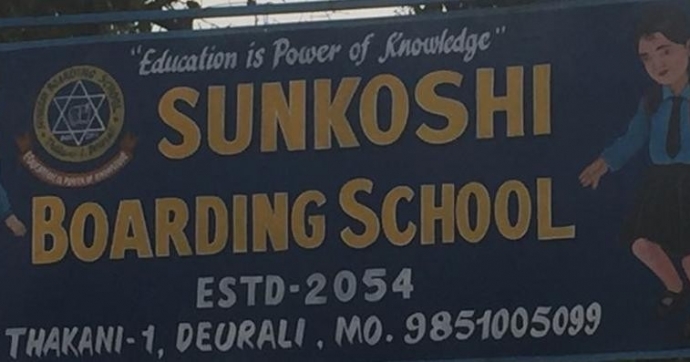 "Education is Power of Knowledge"
SUNKOSHI
BOARDING SCHOOL
ESTD-2054
THAKANI-1, DEURALI, MO. 9851005099